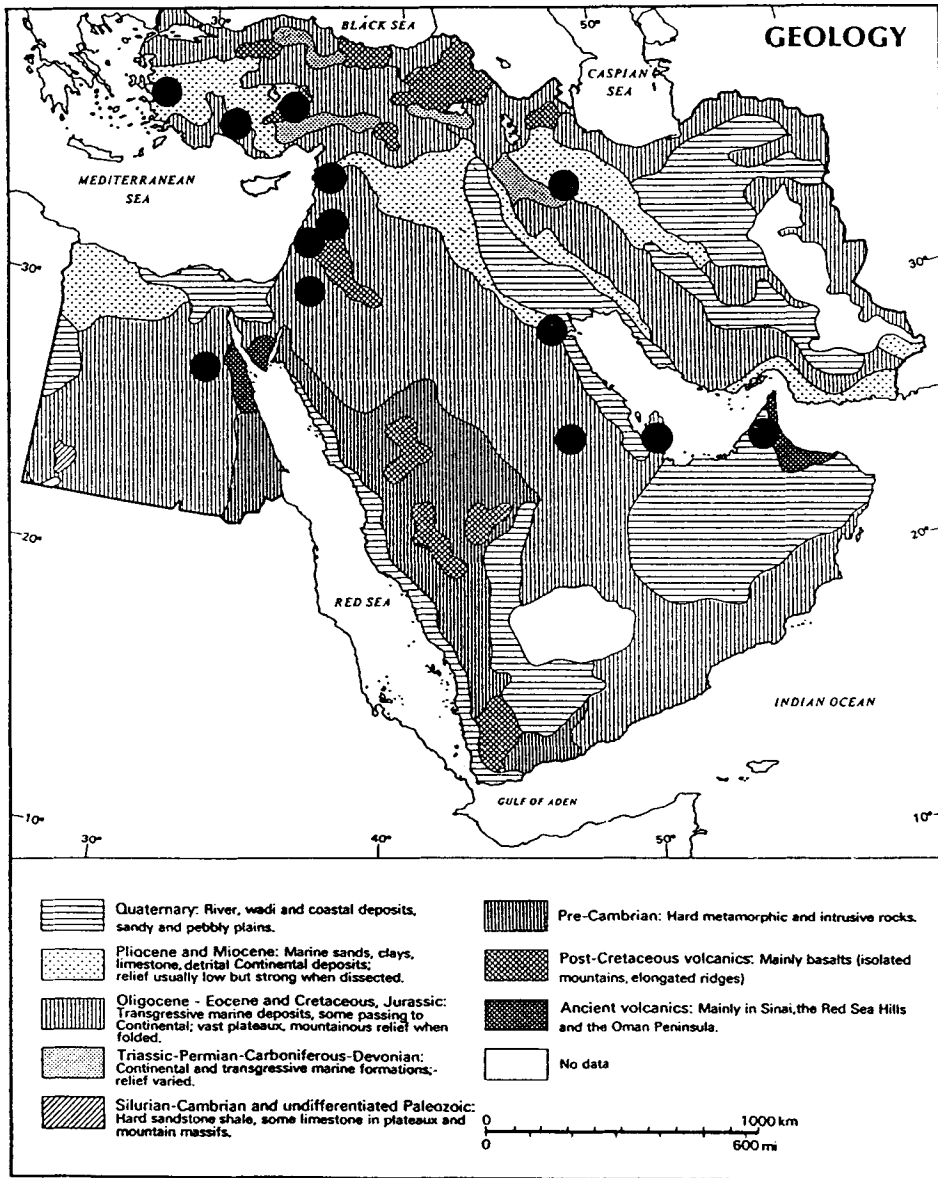 30°
BLACK SEA
50°
GEOLOGY
CASPIAN
SEA
MEDITERRANEAN
SEA
30°
30°
20°
20°
RED SEA
INDIAN OCEAN
GULF OF ADEN
10°
30°
40°
50°
10°
Quaternary: River, wadi and coastal deposits,
sandy and pebbly plains.
Pliocene and Miocene: Marine sands, clays,
limestone, detrital Continental deposits;
relief usually low but strong when dissected.
Oligocene - Eocene and Cretaceous, Jurassic:
Transgressive marine deposits, some passing to
Continental; vast plateaux, mountainous relief when
folded.
Triassic-Permian-Carboniferous-Devonian:
Continental and transgressive marine formations;-
relief varied.
Silurian-Cambrian and undifferentiated Paleozoic:
Hard sandstone shale, some limestone in plateaux and
mountain massifs.
Pre-Cambrian: Hard metamorphic and intrusive rocks.
Post-Cretaceous volcanics: Mainly basalts (isolated
mountains, elongated ridges)
Ancient volcanics: Mainly in Sinai,the Red Sea Hills
and the Oman Peninsula.
No data
0 1000 km
0 600 mi